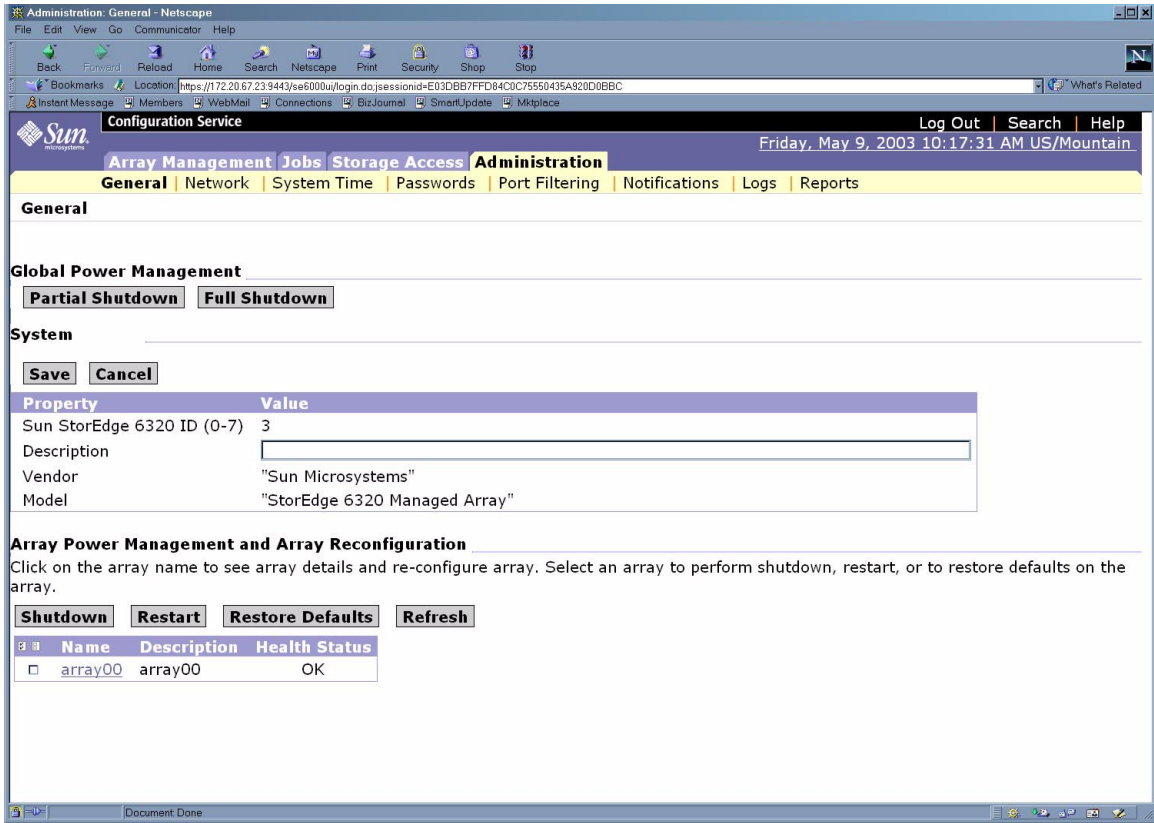 Administration: General - Netscape
File Edit View Go Communicator Help
Back Forward Reload Home Search Netscape Print Security Shop Stop
My
N
Bookmarks Location: https://172.20.67.23:9443/se6000ui/login.do;jsessionid=E03DBB7FFD84C0C75550435A920D0BBC What's Related
Instant Message Members WebMail Connections BizJournal SmartUpdate Mktplace
Sun microsystems
Configuration Service
Log Out | Search | Help
Friday, May 9, 2003 10:17:31 AM US/Mountain
Array Management Jobs Storage Access Administration
General | Network | System Time | Passwords | Port Filtering | Notifications | Logs | Reports
General
Global Power Management
Partial Shutdown Full Shutdown
System
Save Cancel
Property Value
Sun StorEdge 6320 ID (0-7) 3
Description
Vendor "Sun Microsystems"
Model "StorEdge 6320 Managed Array"
Array Power Management and Array Reconfiguration
Click on the array name to see array details and re-configure array. Select an array to perform shutdown, restart, or to restore defaults on the
array.
Shutdown Restart Restore Defaults Refresh
Name Description Health Status
array00 array00 OK
Document: Done